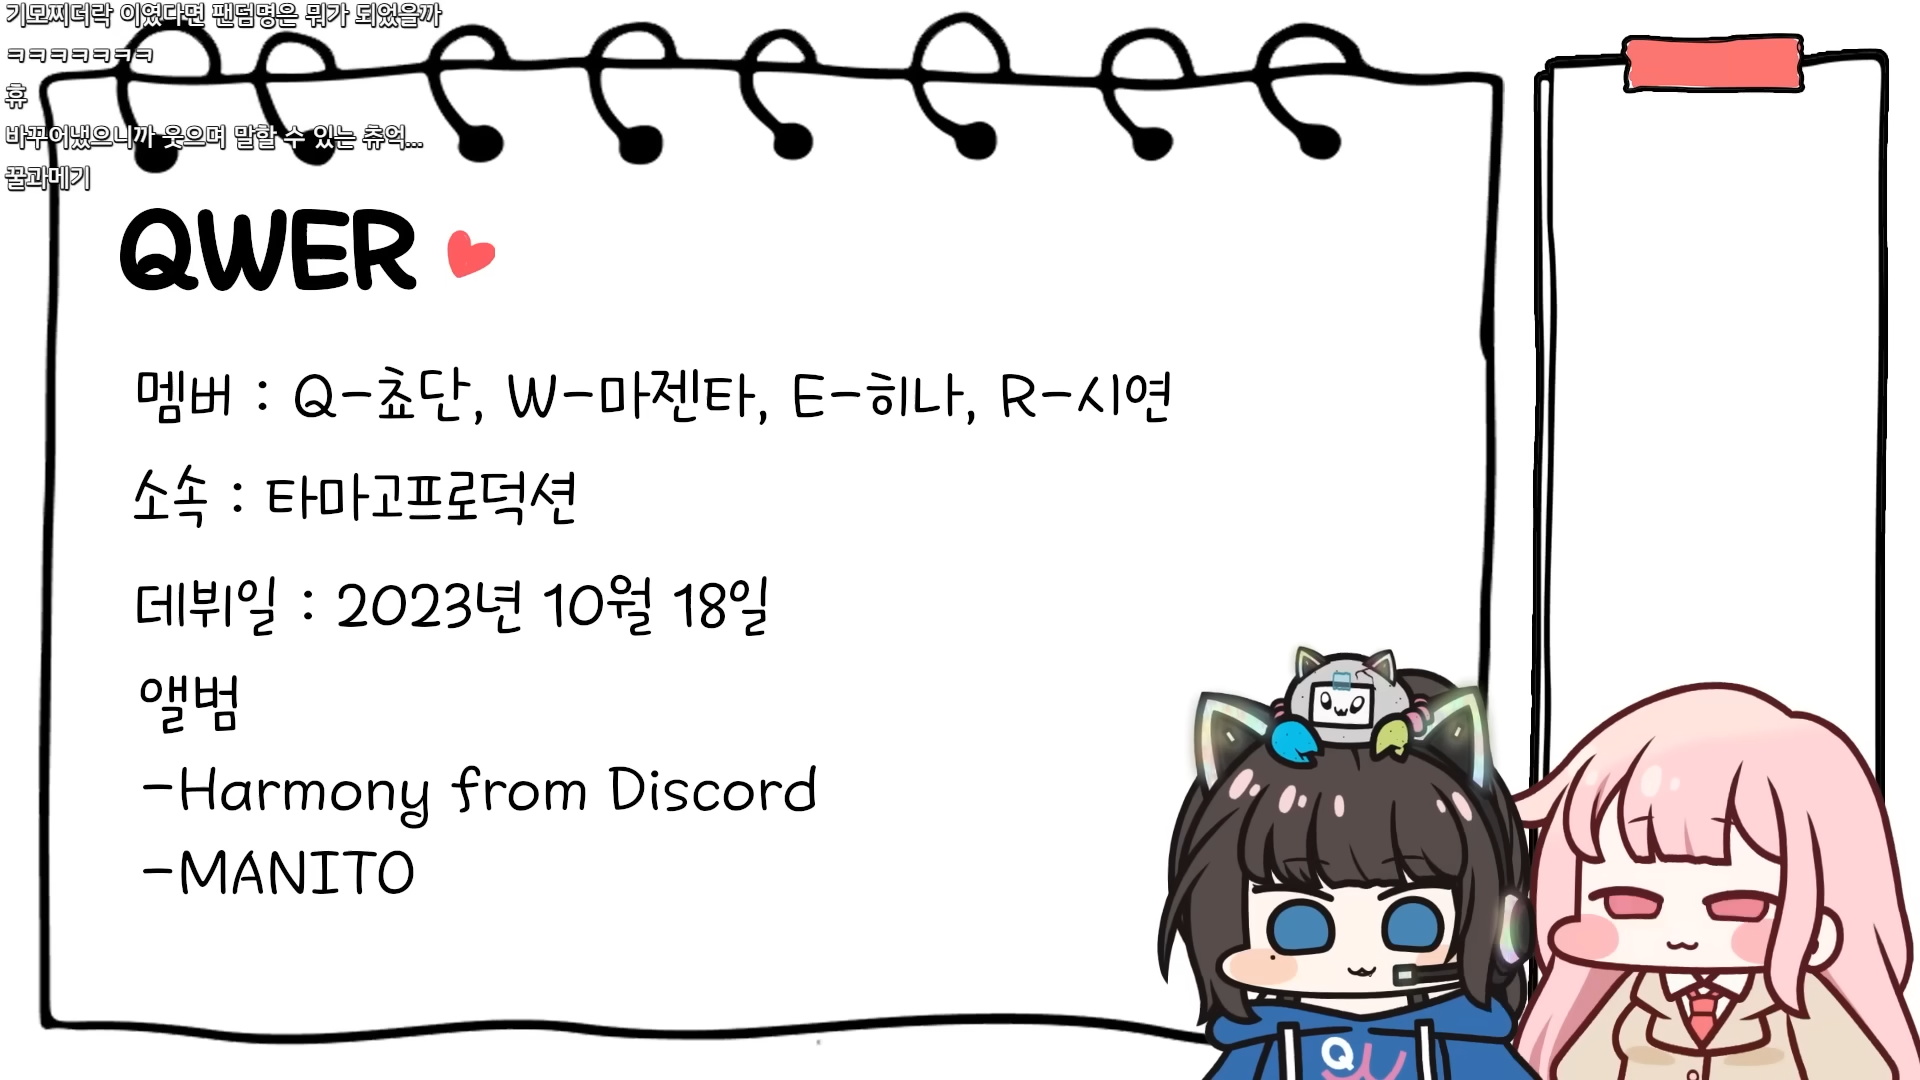 기모찌더락 이였다면 팬덤명은 뭐가 되었을까
ㅋㅋㅋㅋㅋㅋㅋ
휴
바꾸어냈으니까 웃으며 말할 수 있는 츄억...
꿀과메기
QWER
멤버 : Q-쵸단, W-마젠타, E-히나, R-시연
소속 : 타마고프로덕션
데뷔일 : 2023년 10월 18일
앨범
-Harmony from Discord
-MANITO
QW